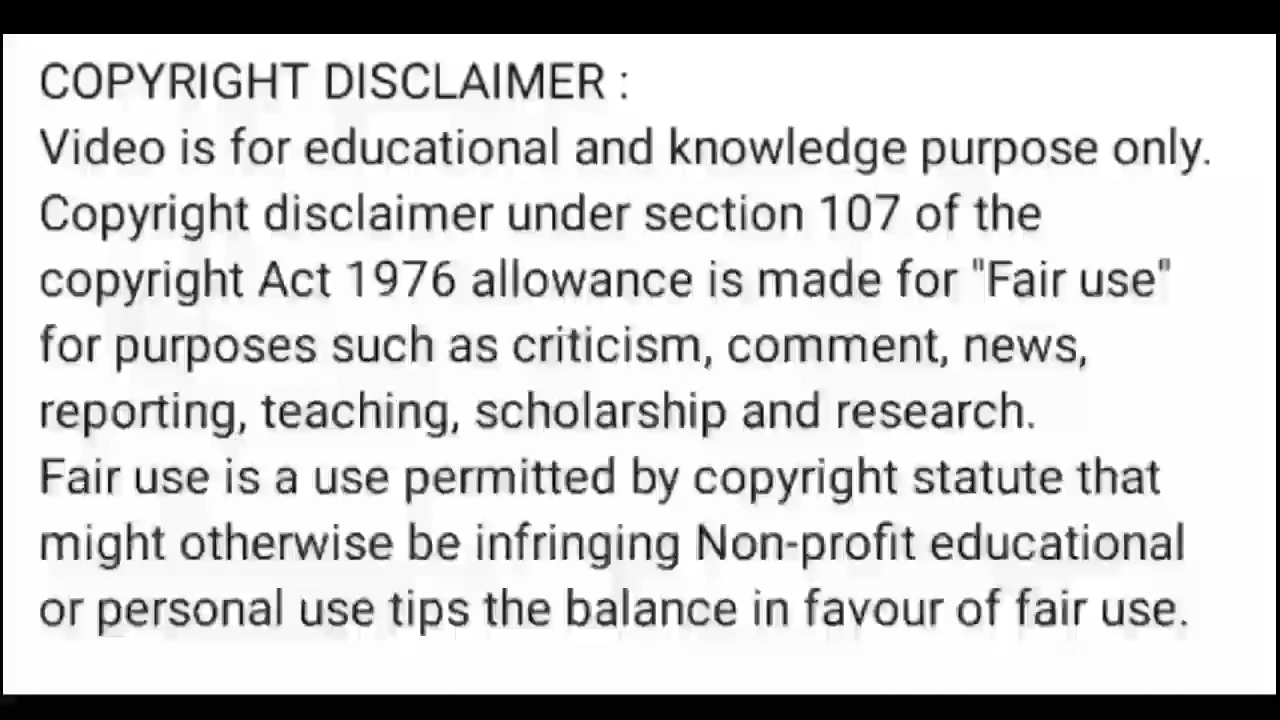 COPYRIGHT DISCLAIMER :
Video is for educational and knowledge purpose only.
Copyright disclaimer under section 107 of the
copyright Act 1976 allowance is made for "Fair use"
for purposes such as criticism, comment, news,
reporting, teaching, scholarship and research.
Fair use is a use permitted by copyright statute that
might otherwise be infringing Non-profit educational
or personal use tips the balance in favour of fair use.